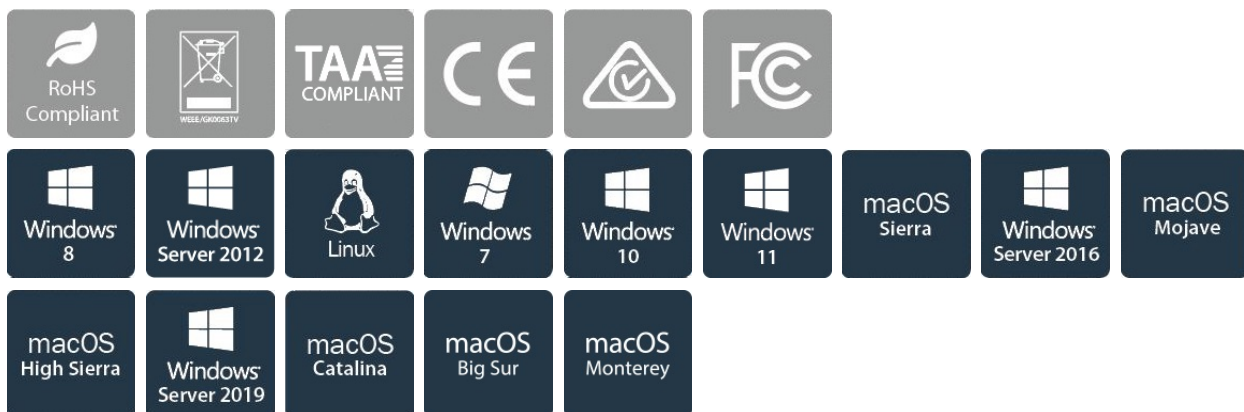 RoHS
Compliant
WEEE/GK0083TV
TAA
COMPLIANT
CE
FC
Windows
8
Windows
Server 2012
Linux
Windows
7
Windows
10
Windows
11
macOS
Sierra
Windows
Server 2016
macOS
Mojave
macOS
High Sierra
Windows
Server 2019
macOS
Catalina
macOS
Big Sur
macOS
Monterey